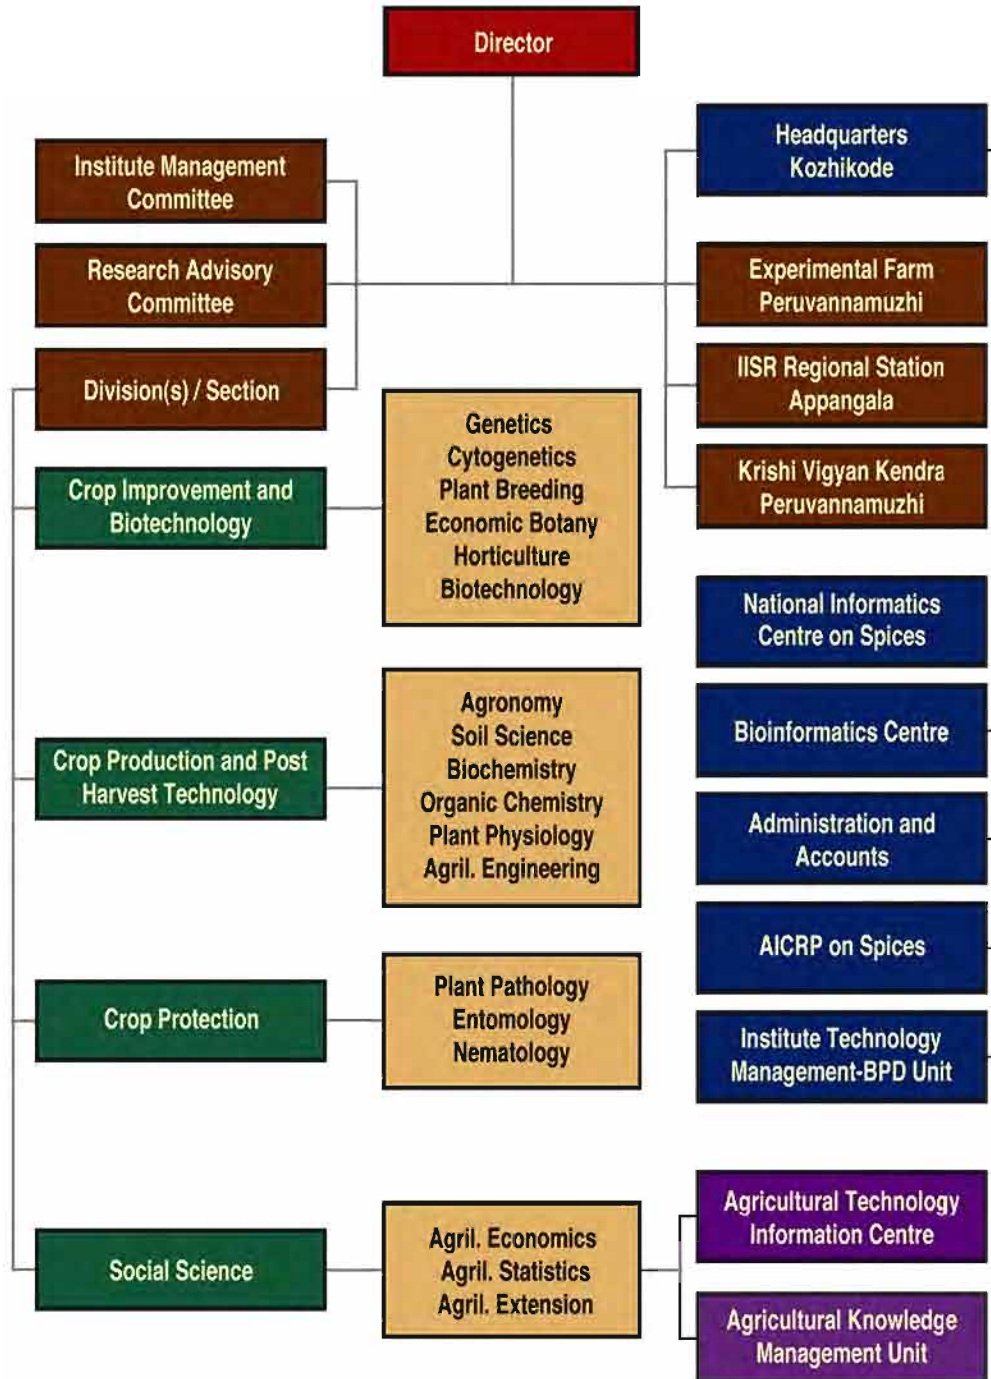 Director
Institute Management
Committee
Research Advisory
Committee
Division(s) / Section
Headquarters
Kozhikode
Experimental Farm
Peruvannamuzhi
IISR Regional Station
Appangala
Krishi Vigyan Kendra
Peruvannamuzhi
Crop Improvement and
Biotechnology
Genetics
Cytogenetics
Plant Breeding
Economic Botany
Horticulture
Biotechnology
National Informatics
Centre on Spices
Bioinformatics Centre
Administration and
Accounts
AICRP on Spices
Institute Technology
Management-BPD Unit
Crop Production and Post
Harvest Technology
Agronomy
Soil Science
Biochemistry
Organic Chemistry
Plant Physiology
Agril. Engineering
Crop Protection
Plant Pathology
Entomology
Nematology
Social Science
Agril. Economics
Agril. Statistics
Agril. Extension
Agricultural Technology
Information Centre
Agricultural Knowledge
Management Unit